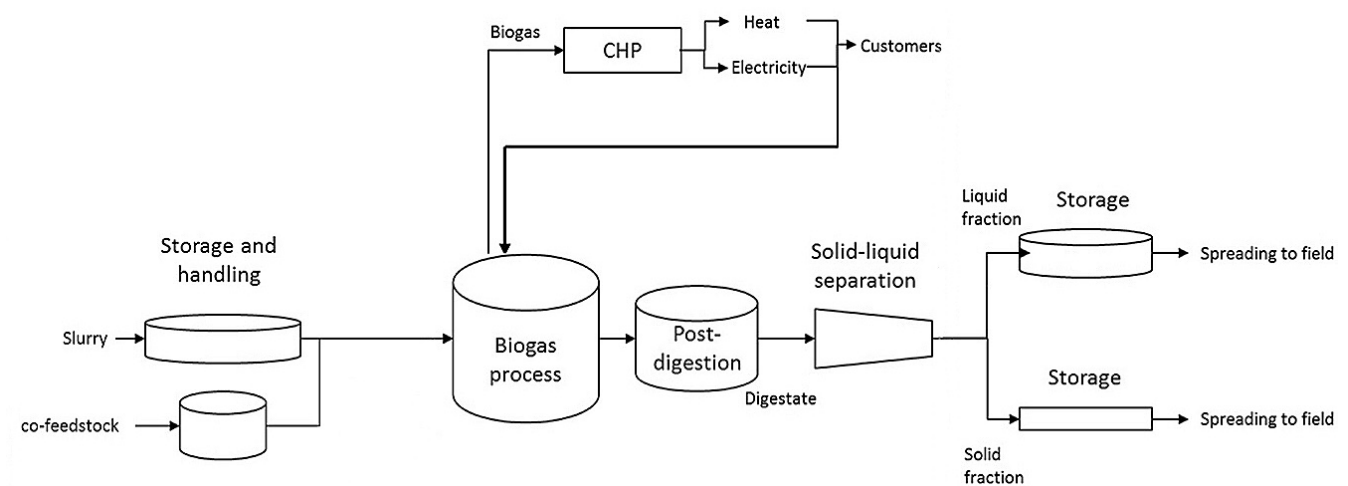 Biogas
CHP
Heat
Electricity
Customers
Storage and
handling
Slurry
co-feedstock
Biogas
process
Post-
digestion
Digestate
Solid-liquid
separation
Liquid
fraction
Storage
Spreading to field
Storage
Spreading to field
Solid
fraction